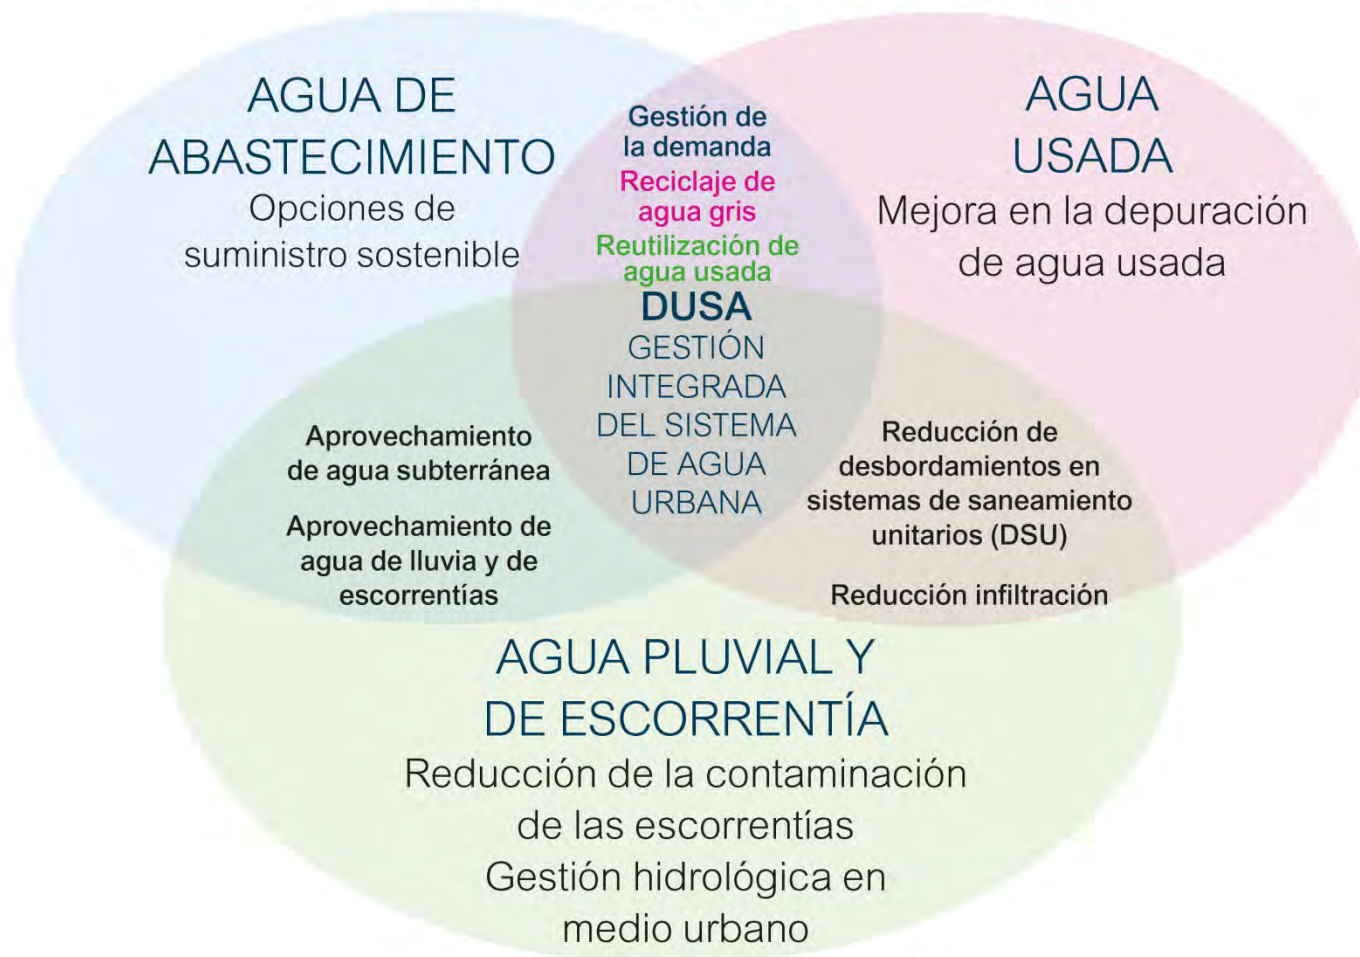 AGUA DE
ABASTECIMIENTO
Opciones de
suministro sostenible
Gestión de
la demanda
Reciclaje de
agua gris
Reutilización de
agua usada
AGUA
USADA
Mejora en la depuración
de agua usada
DUSA
GESTIÓN
INTEGRADA
DEL SISTEMA
DE AGUA
URBANA
Aprovechamiento
de agua subterránea
Aprovechamiento de
agua de lluvia y de
escorrentías
Reducción de
desbordamientos en
sistemas de saneamiento
unitarios (DSU)
Reducción infiltración
AGUA PLUVIAL Y
DE ESCORRENTÍA
Reducción de la contaminación
de las escorrentías
Gestión hidrológica en
medio urbano